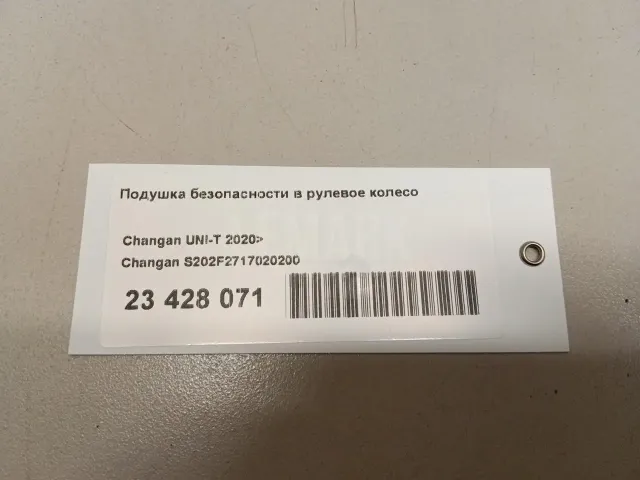 Подушка безопасности в рулевое колесо
Changan UNI-T 2020>
Changan S202F2717020200
23 428 071